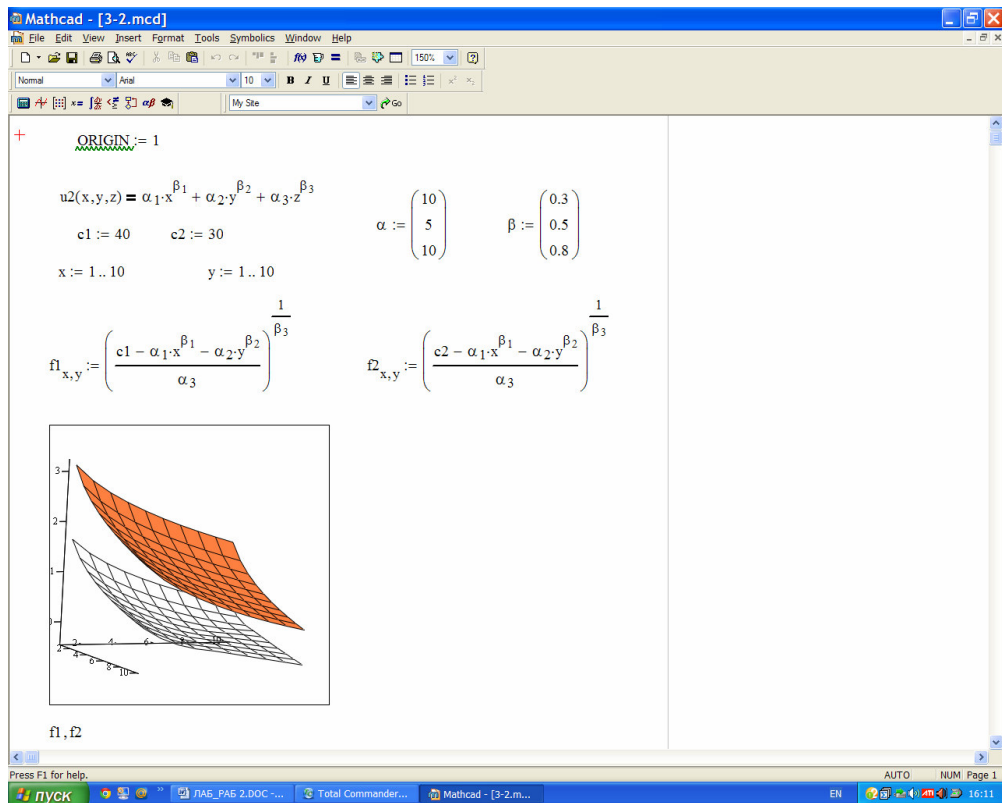 Mathcad - [3-2.mcd]
File Edit View Insert Format Tools Symbolics Window Help
150%
Normal Arial 10 B I U
My Site Go
ORIGIN := 1
u2(x,y,z) = α₁·x^β₁ + α₂·y^β₂ + α₃·z^β₃
c1 := 40 c2 := 30
α := (10 5 10) β := (0.3 0.5 0.8)
x := 1 .. 10 y := 1 .. 10
f1_x,y := ((c1 − α₁·x^β₁ − α₂·y^β₂)/α₃)^(1/β₃) f2_x,y := ((c2 − α₁·x^β₁ − α₂·y^β₂)/α₃)^(1/β₃)
3
2
1
0
2 4 6 8 10
2 4 6 8 10
f1,f2
Press F1 for help. AUTO NUM Page 1
пуск ЛАБ_РАБ 2.DOC -... Total Commander... Mathcad - [3-2.m... EN 16:11